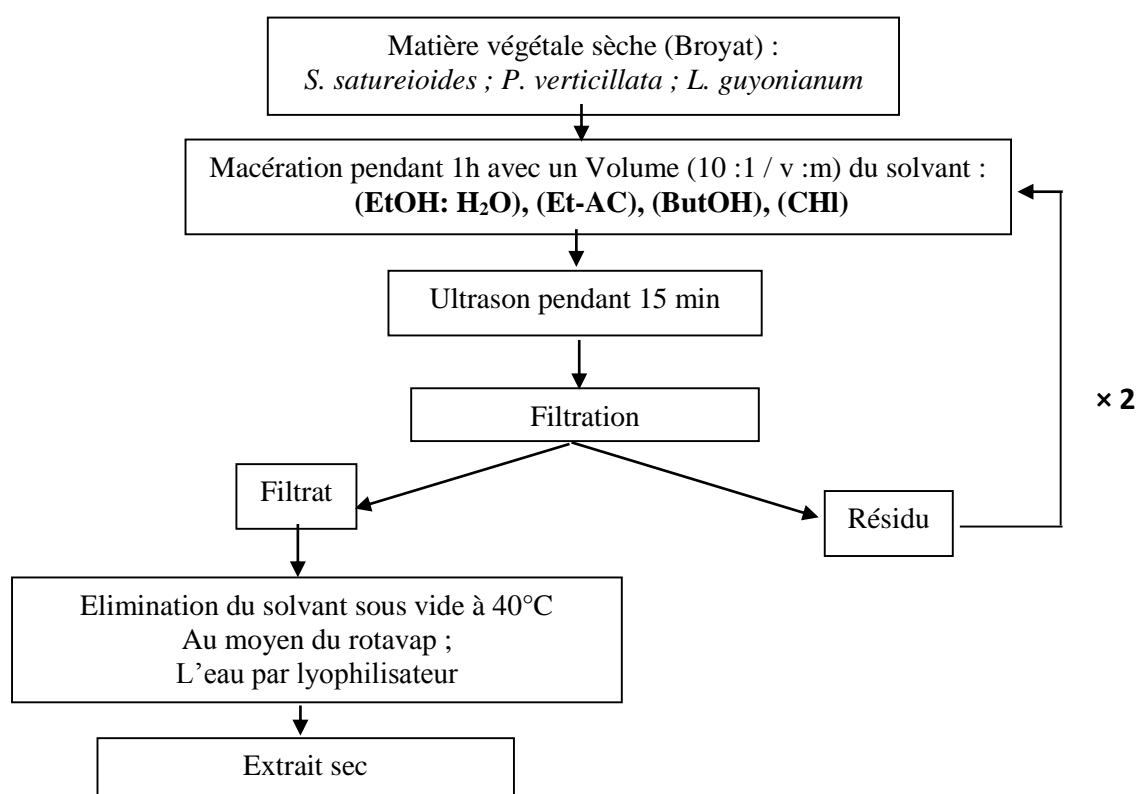 Matière végétale sèche (Broyat) :
S. satureioides ; P. verticillata ; L. guyonianum
Macération pendant 1h avec un Volume (10 :1 / v :m) du solvant :
(EtOH: H₂O), (Et-AC), (ButOH), (CHl)
Ultrason pendant 15 min
Filtration
× 2
Filtrat
Résidu
Elimination du solvant sous vide à 40°C
Au moyen du rotavap ;
L’eau par lyophilisateur
Extrait sec